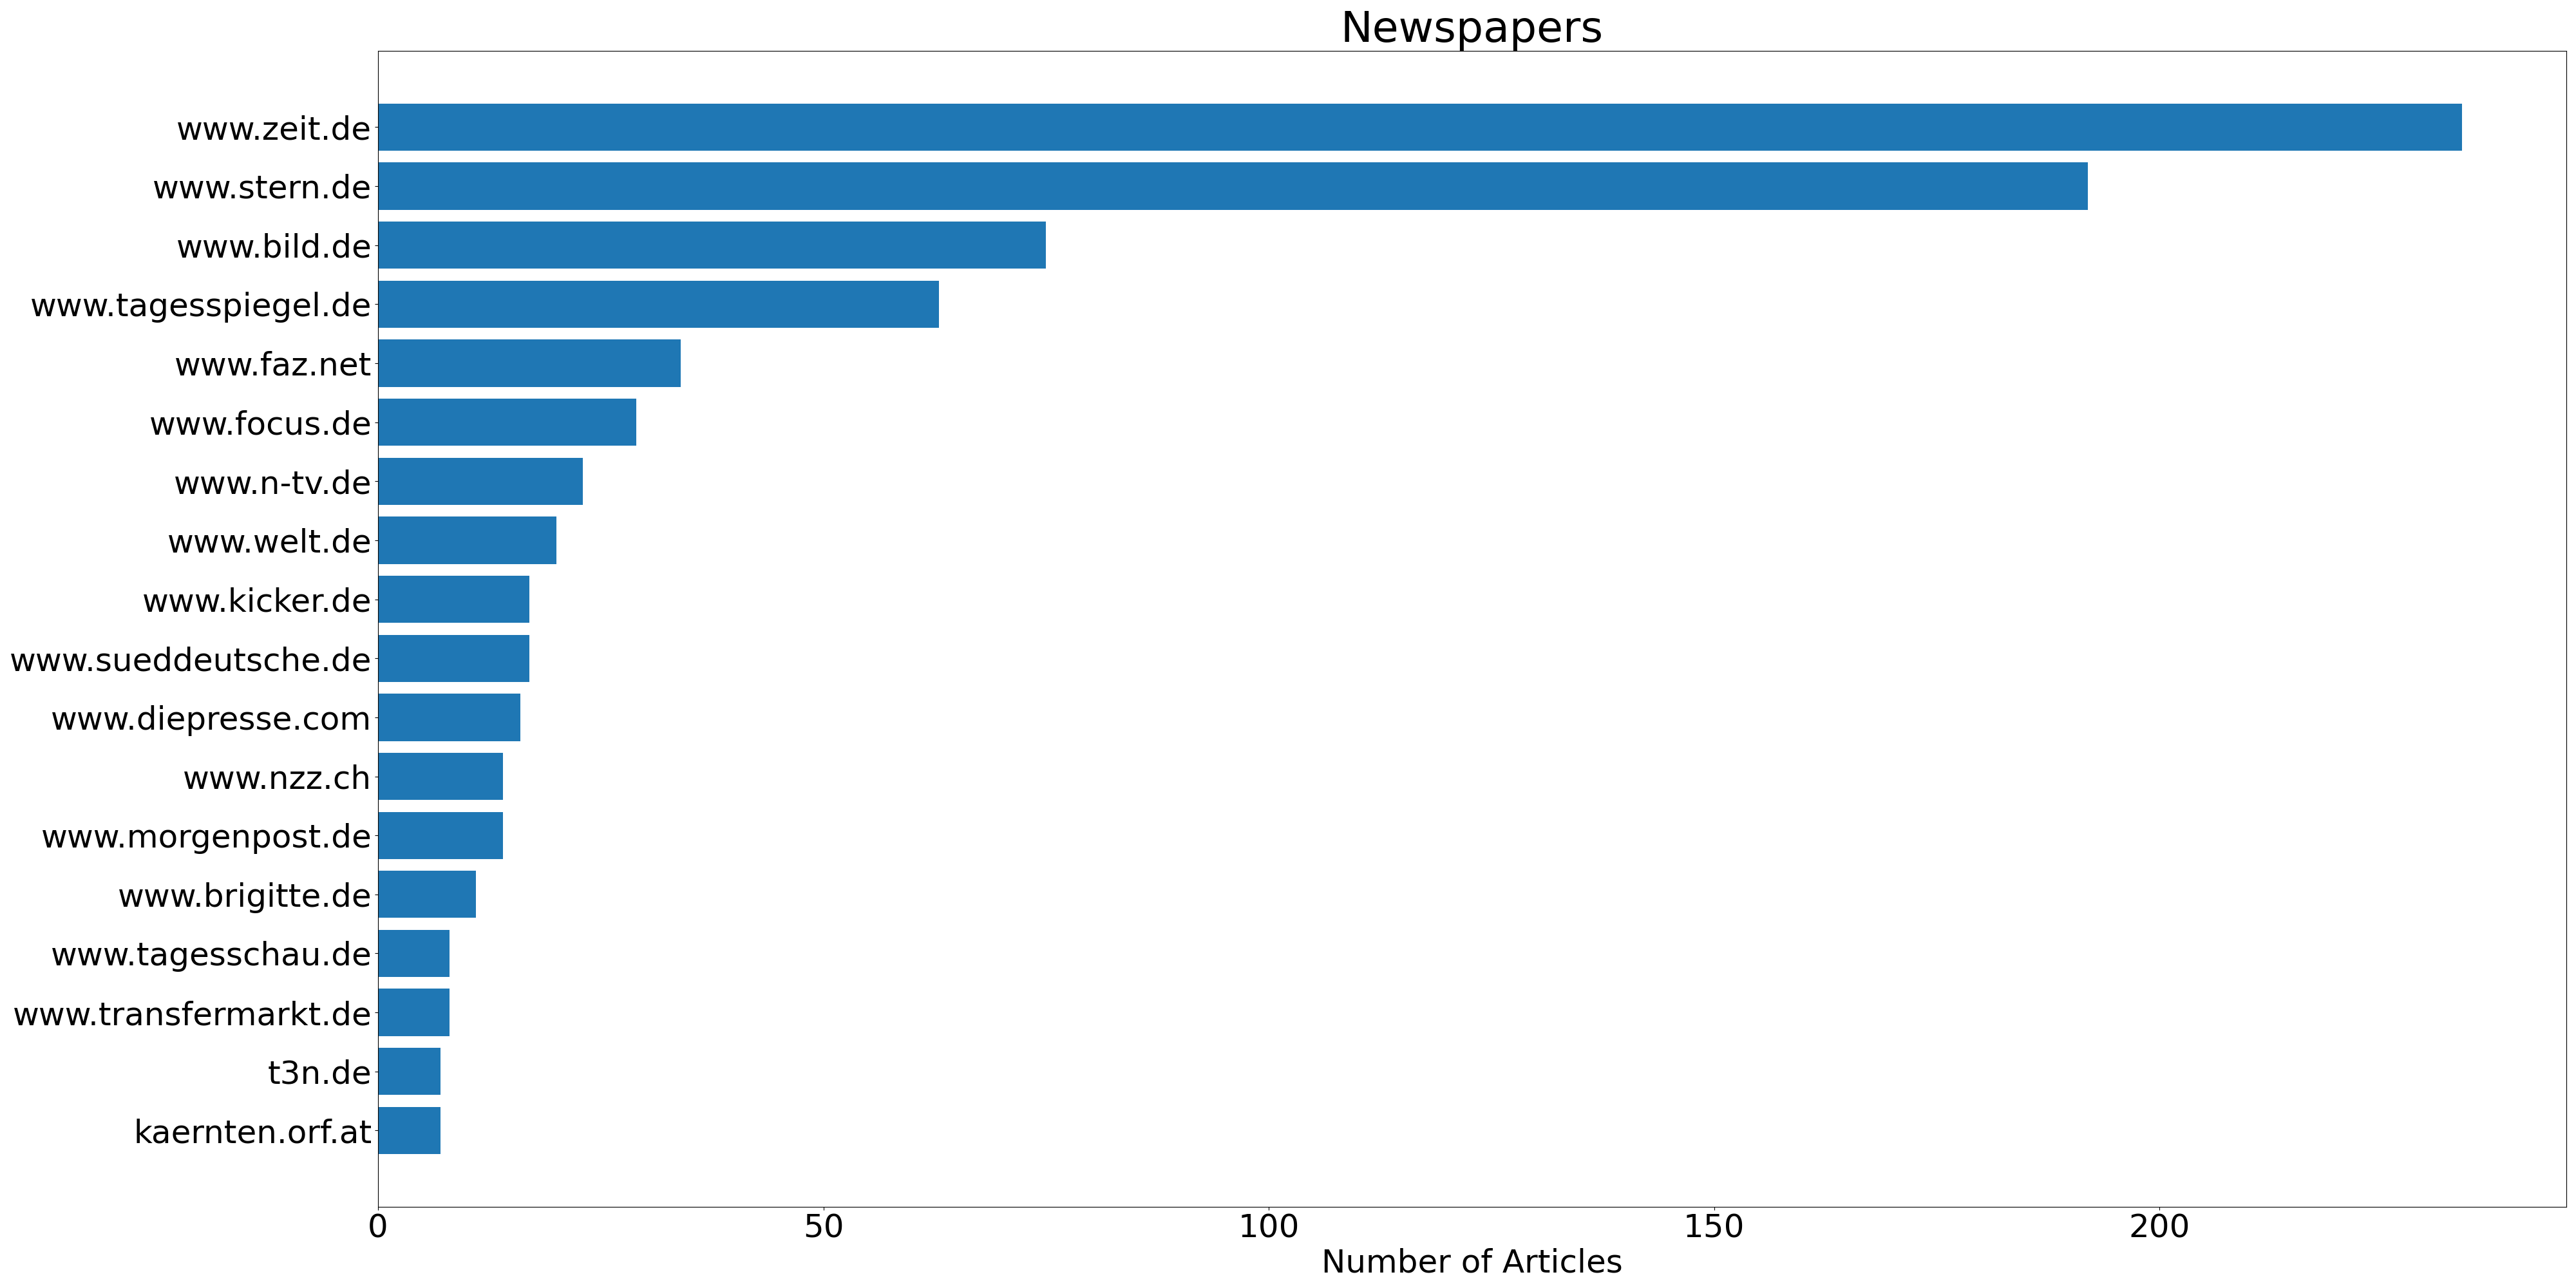 Newspapers
www.zeit.de
www.stern.de
www.bild.de
www.tagesspiegel.de
www.faz.net
www.focus.de
www.n-tv.de
www.welt.de
www.kicker.de
www.sueddeutsche.de
www.diepresse.com
www.nzz.ch
www.morgenpost.de
www.brigitte.de
www.tagesschau.de
www.transfermarkt.de
t3n.de
kaernten.orf.at
0 50 100 150 200
Number of Articles